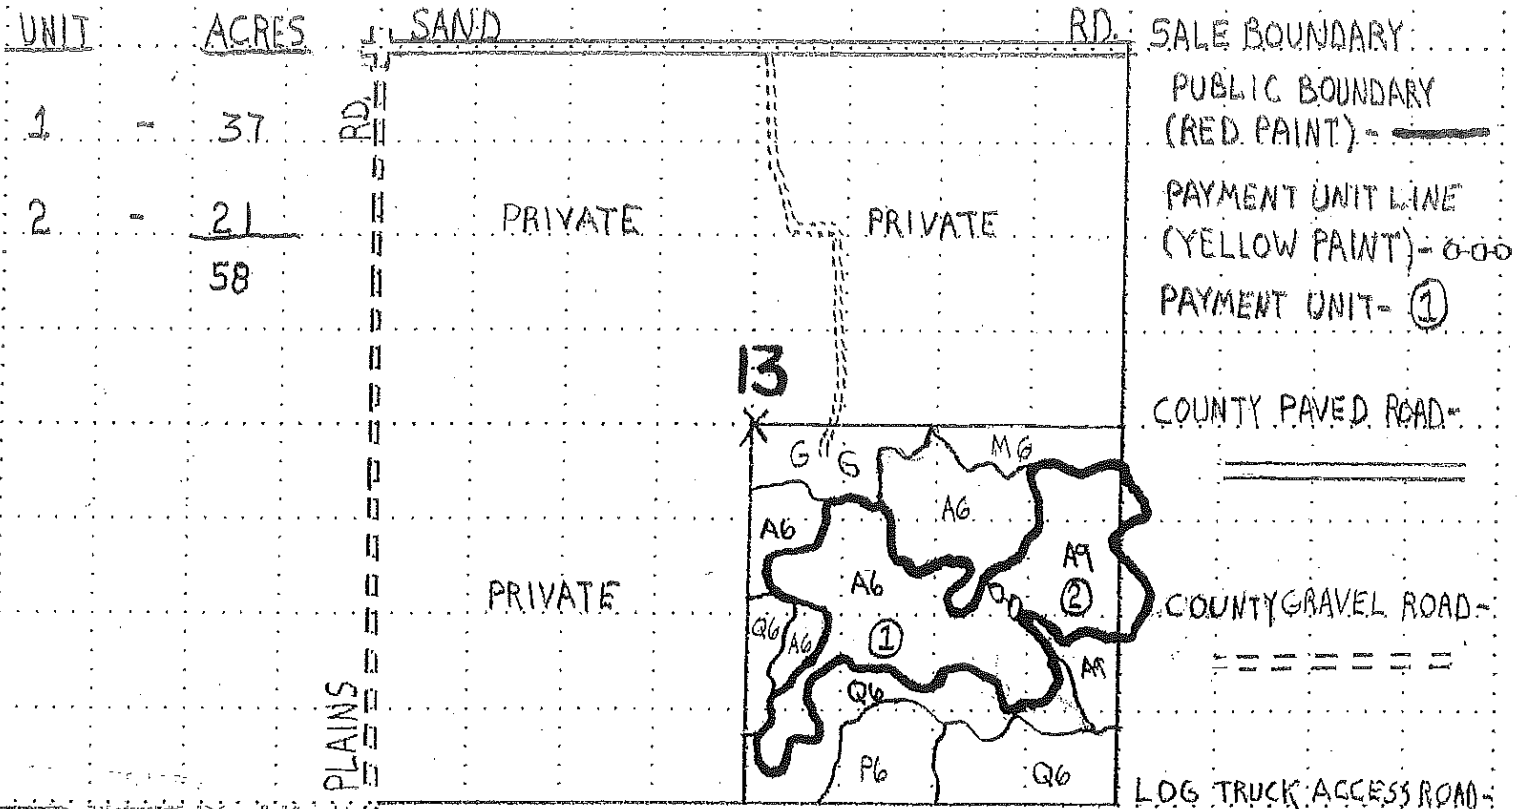 UNIT ACRES
1 - 37
2 - 21
58
SAND RD.
RD.
PLAINS
PRIVATE
PRIVATE
13
G G M6
A6
A6
A6
A9
②
PRIVATE
Q6 A6
①
A9
Q6
P6
Q6
SALE BOUNDARY:
PUBLIC BOUNDARY
(RED PAINT) -
PAYMENT UNIT LINE
(YELLOW PAINT) -
PAYMENT UNIT- ①
COUNTY PAVED ROAD-
COUNTY GRAVEL ROAD-
LOG TRUCK ACCESS ROAD-